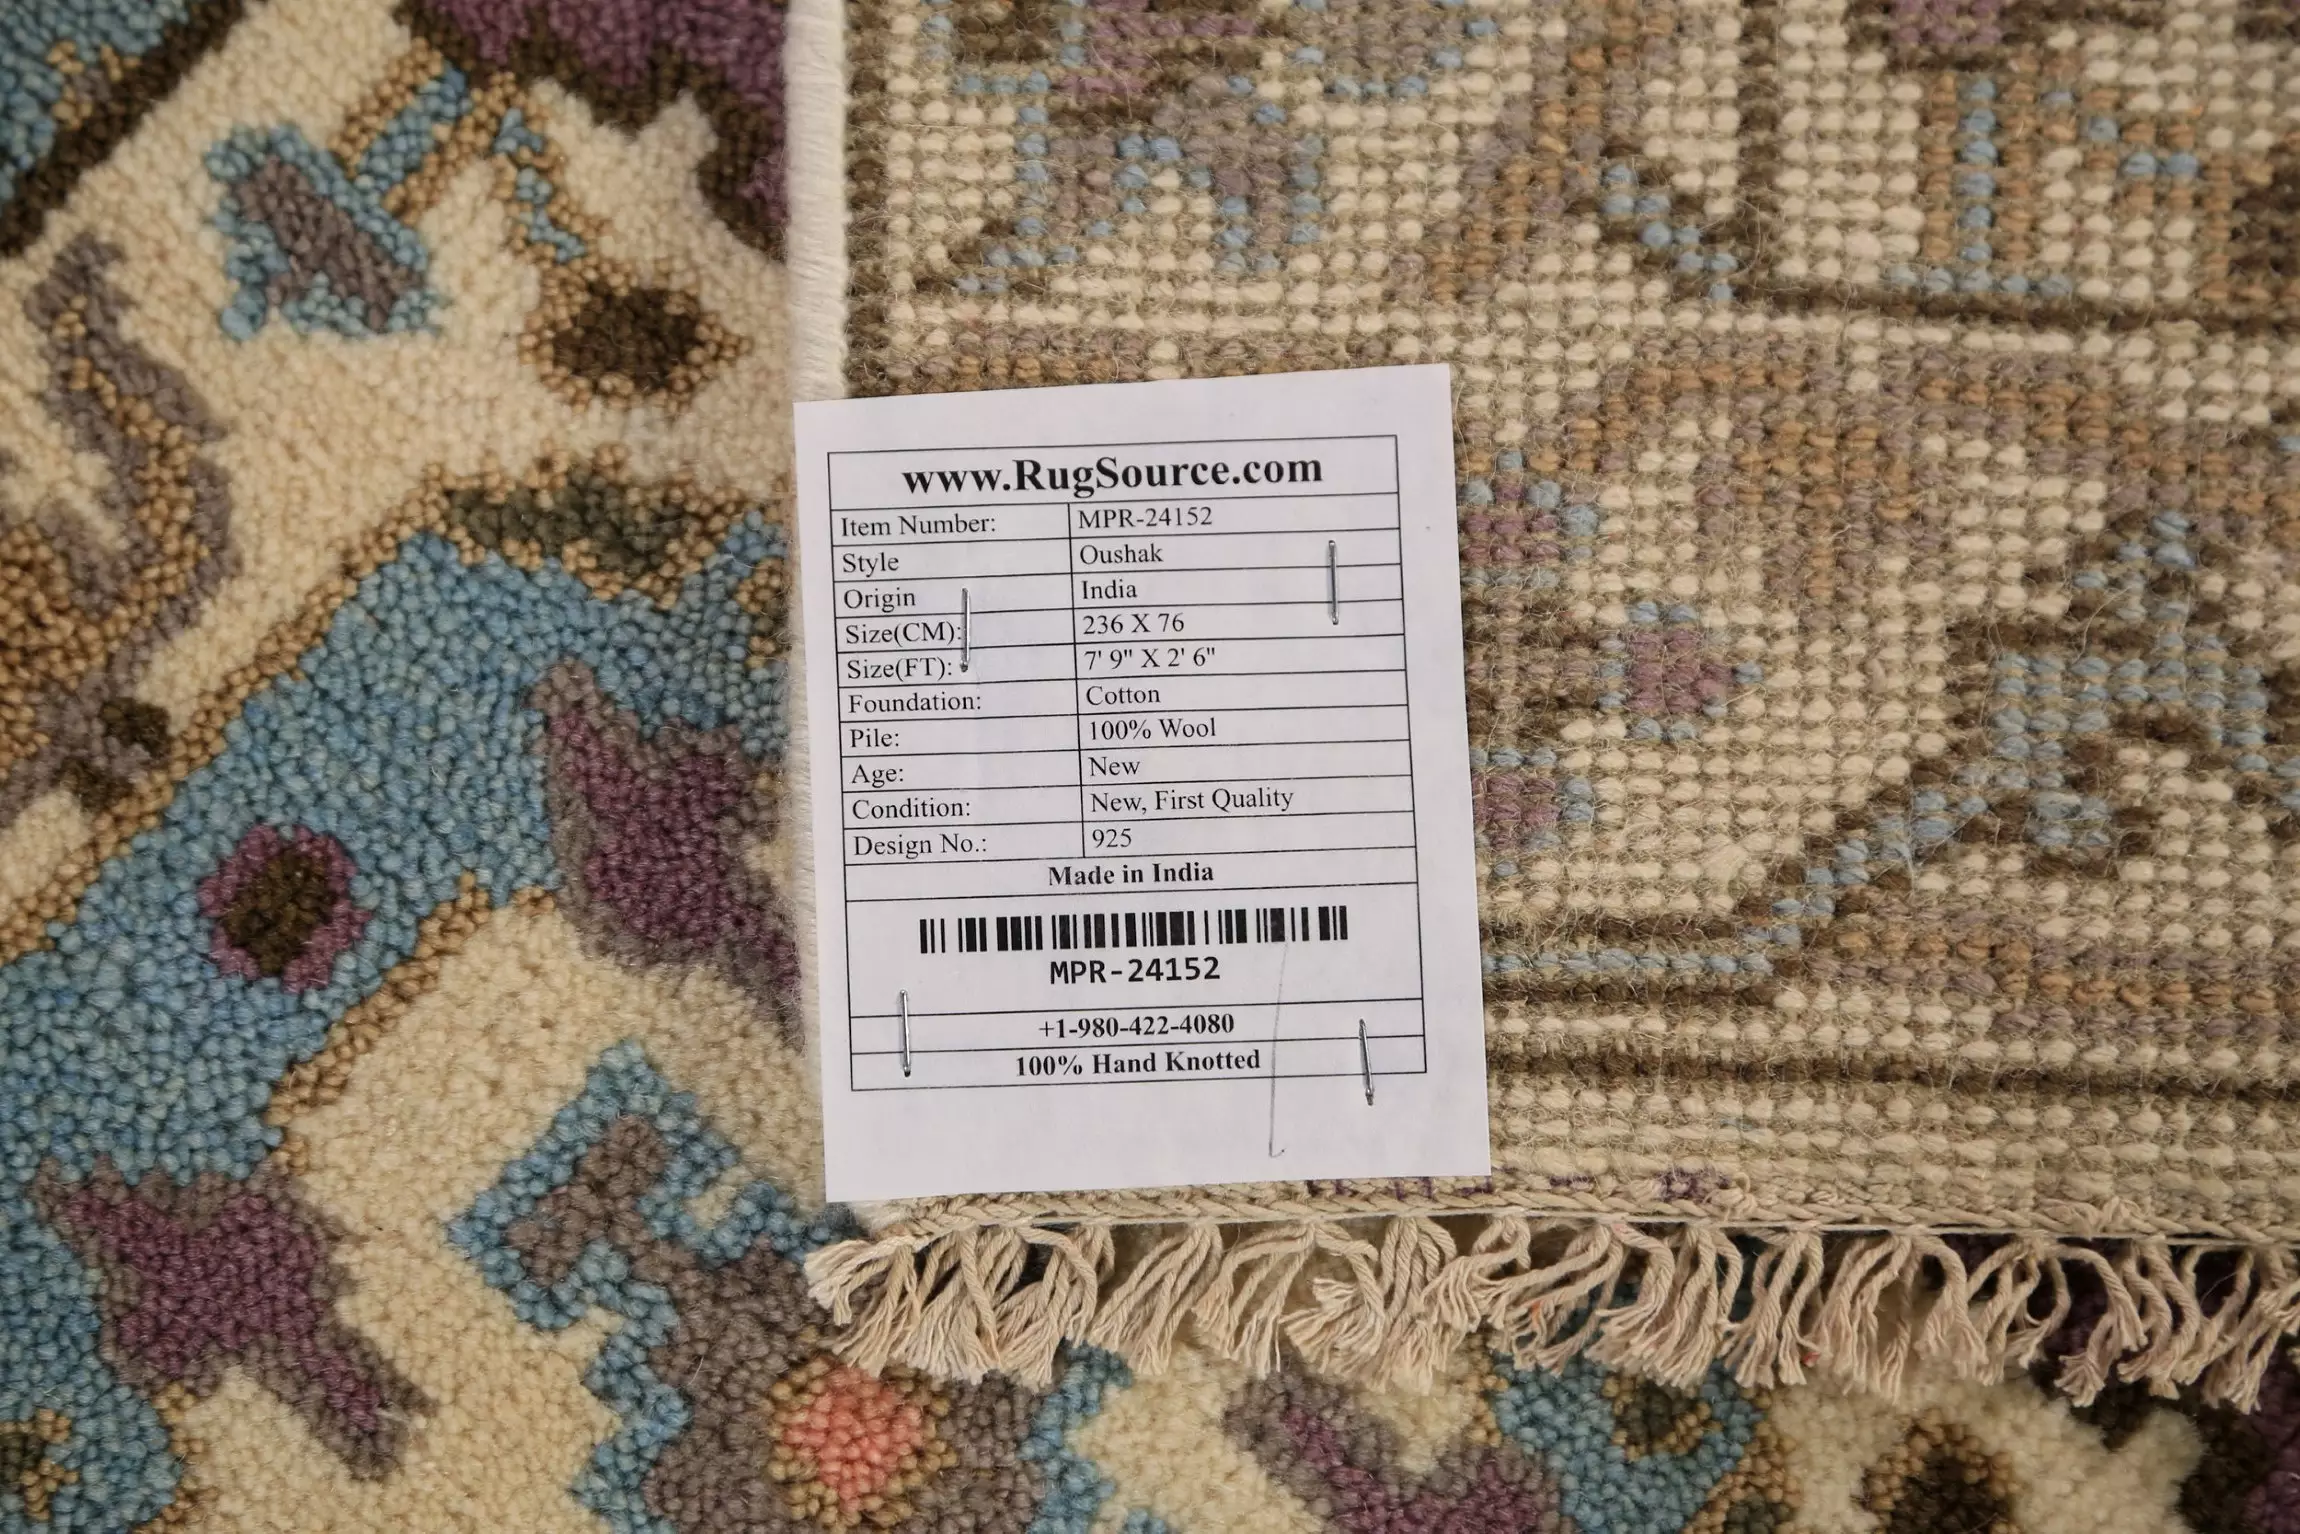 www.RugSource.com
Item Number: MPR-24152
Style Oushak
Origin India
Size(CM): 236 X 76
Size(FT): 7' 9" X 2' 6"
Foundation: Cotton
Pile: 100% Wool
Age: New
Condition: New, First Quality
Design No.: 925
Made in India
MPR-24152
+1-980-422-4080
100% Hand Knotted